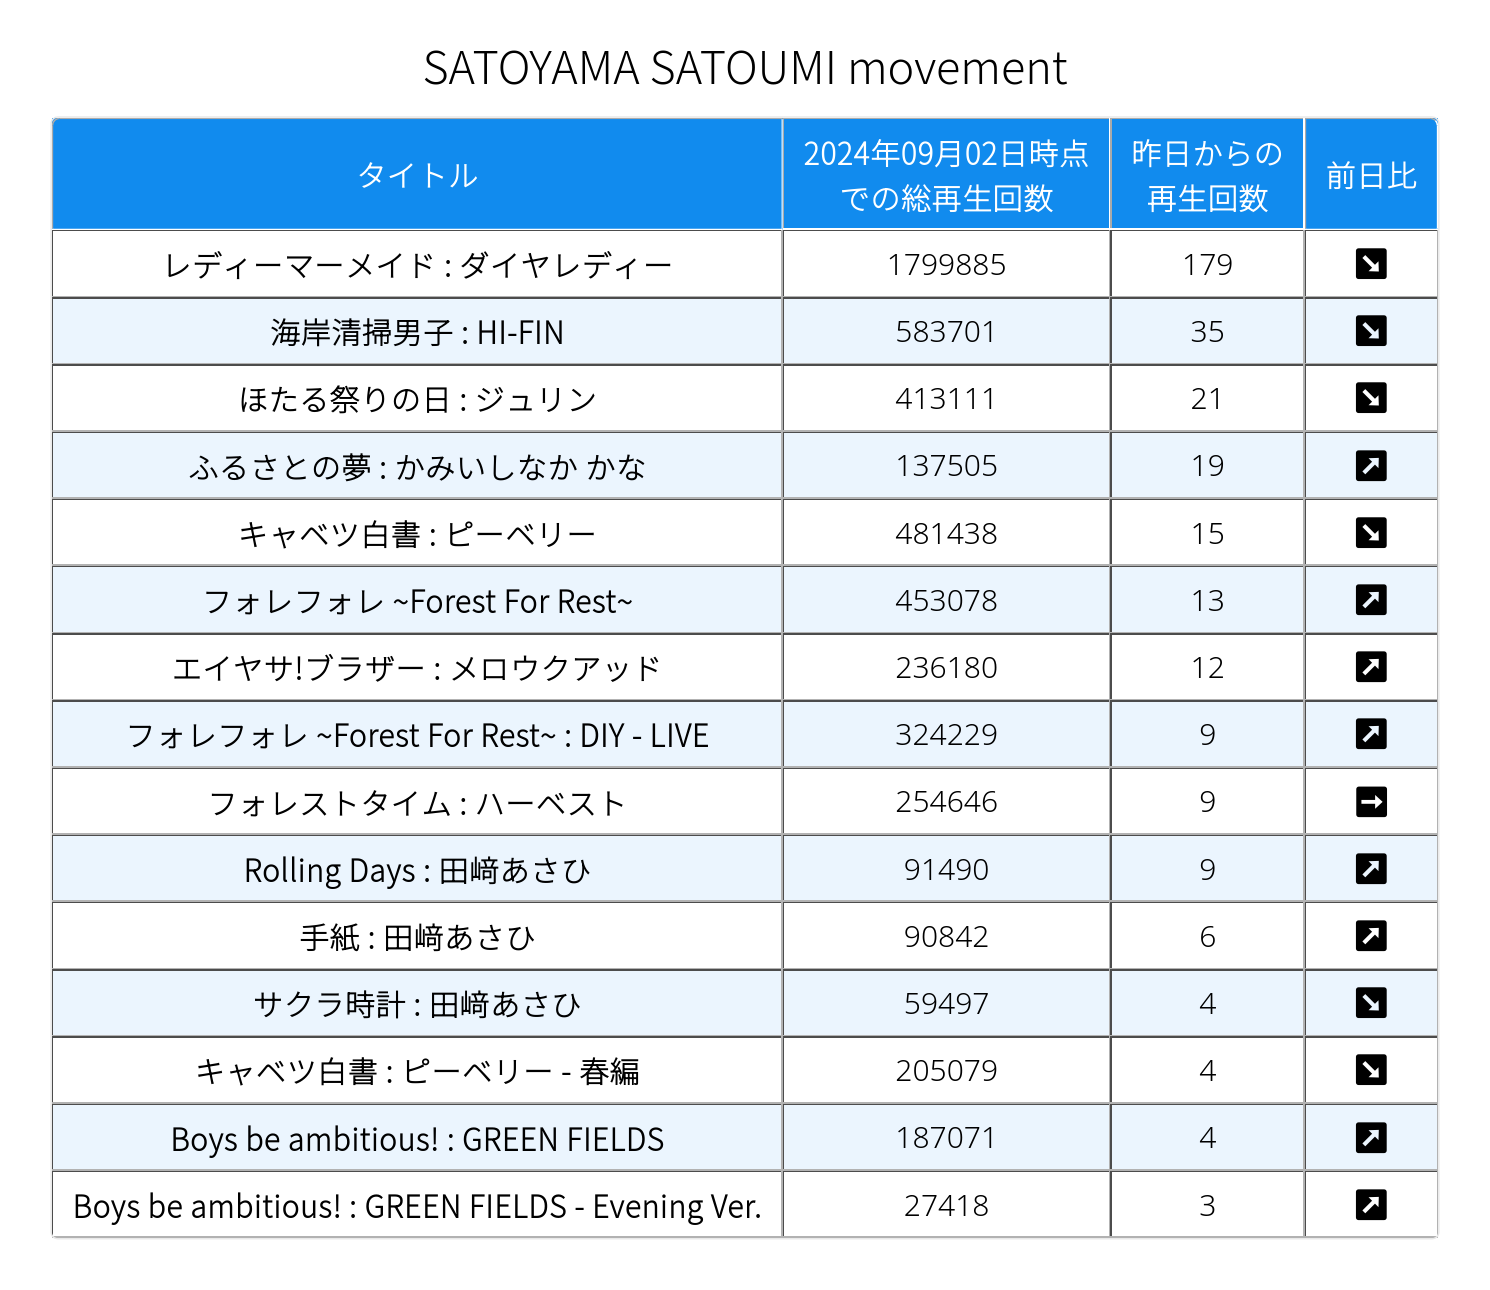 SATOYAMA SATOUMI movement
タイトル 2024年09月02日時点での総再生回数 昨日からの再生回数 前日比
レディーマーメイド : ダイヤレディー 1799885 179 ↘
海岸清掃男子 : HI-FIN 583701 35 ↘
ほたる祭りの日 : ジュリン 413111 21 ↘
ふるさとの夢 : かみいしなか かな 137505 19 ↗
キャベツ白書 : ピーベリー 481438 15 ↘
フォレフォレ ~Forest For Rest~ 453078 13 ↗
エイヤサ!ブラザー : メロウクアッド 236180 12 ↗
フォレフォレ ~Forest For Rest~ : DIY - LIVE 324229 9 ↗
フォレストタイム : ハーベスト 254646 9 →
Rolling Days : 田﨑あさひ 91490 9 ↗
手紙 : 田﨑あさひ 90842 6 ↗
サクラ時計 : 田﨑あさひ 59497 4 ↘
キャベツ白書 : ピーベリー - 春編 205079 4 ↘
Boys be ambitious! : GREEN FIELDS 187071 4 ↗
Boys be ambitious! : GREEN FIELDS - Evening Ver. 27418 3 ↗